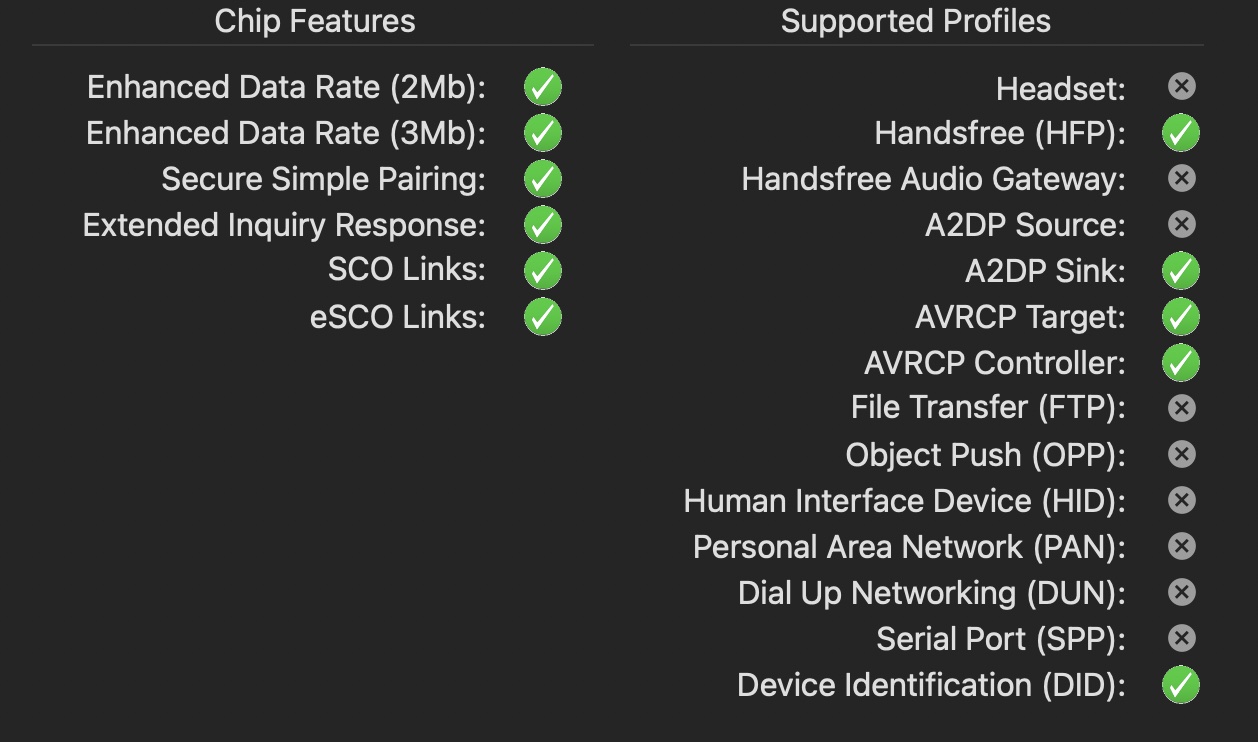 Chip Features
Enhanced Data Rate (2Mb):
Enhanced Data Rate (3Mb):
Secure Simple Pairing:
Extended Inquiry Response:
SCO Links:
eSCO Links:
Supported Profiles
Headset:
Handsfree (HFP):
Handsfree Audio Gateway:
A2DP Source:
A2DP Sink:
AVRCP Target:
AVRCP Controller:
File Transfer (FTP):
Object Push (OPP):
Human Interface Device (HID):
Personal Area Network (PAN):
Dial Up Networking (DUN):
Serial Port (SPP):
Device Identification (DID):